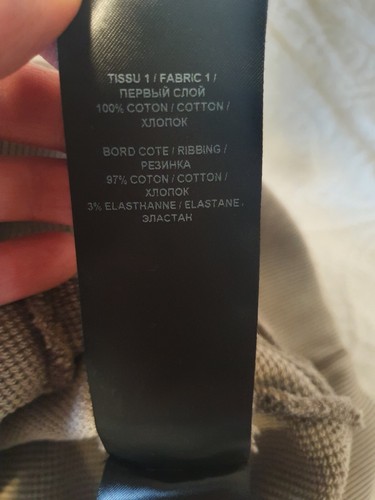 TISSU 1 / FABRIC 1 /
ПЕРВЫЙ СЛОЙ
100% COTON / COTTON /
ХЛОПОК
BORD COTE / RIBBING /
РЕЗИНКА
97% COTON / COTTON /
ХЛОПОК
3% ELASTHANNE / ELASTANE /
ЭЛАСТАН